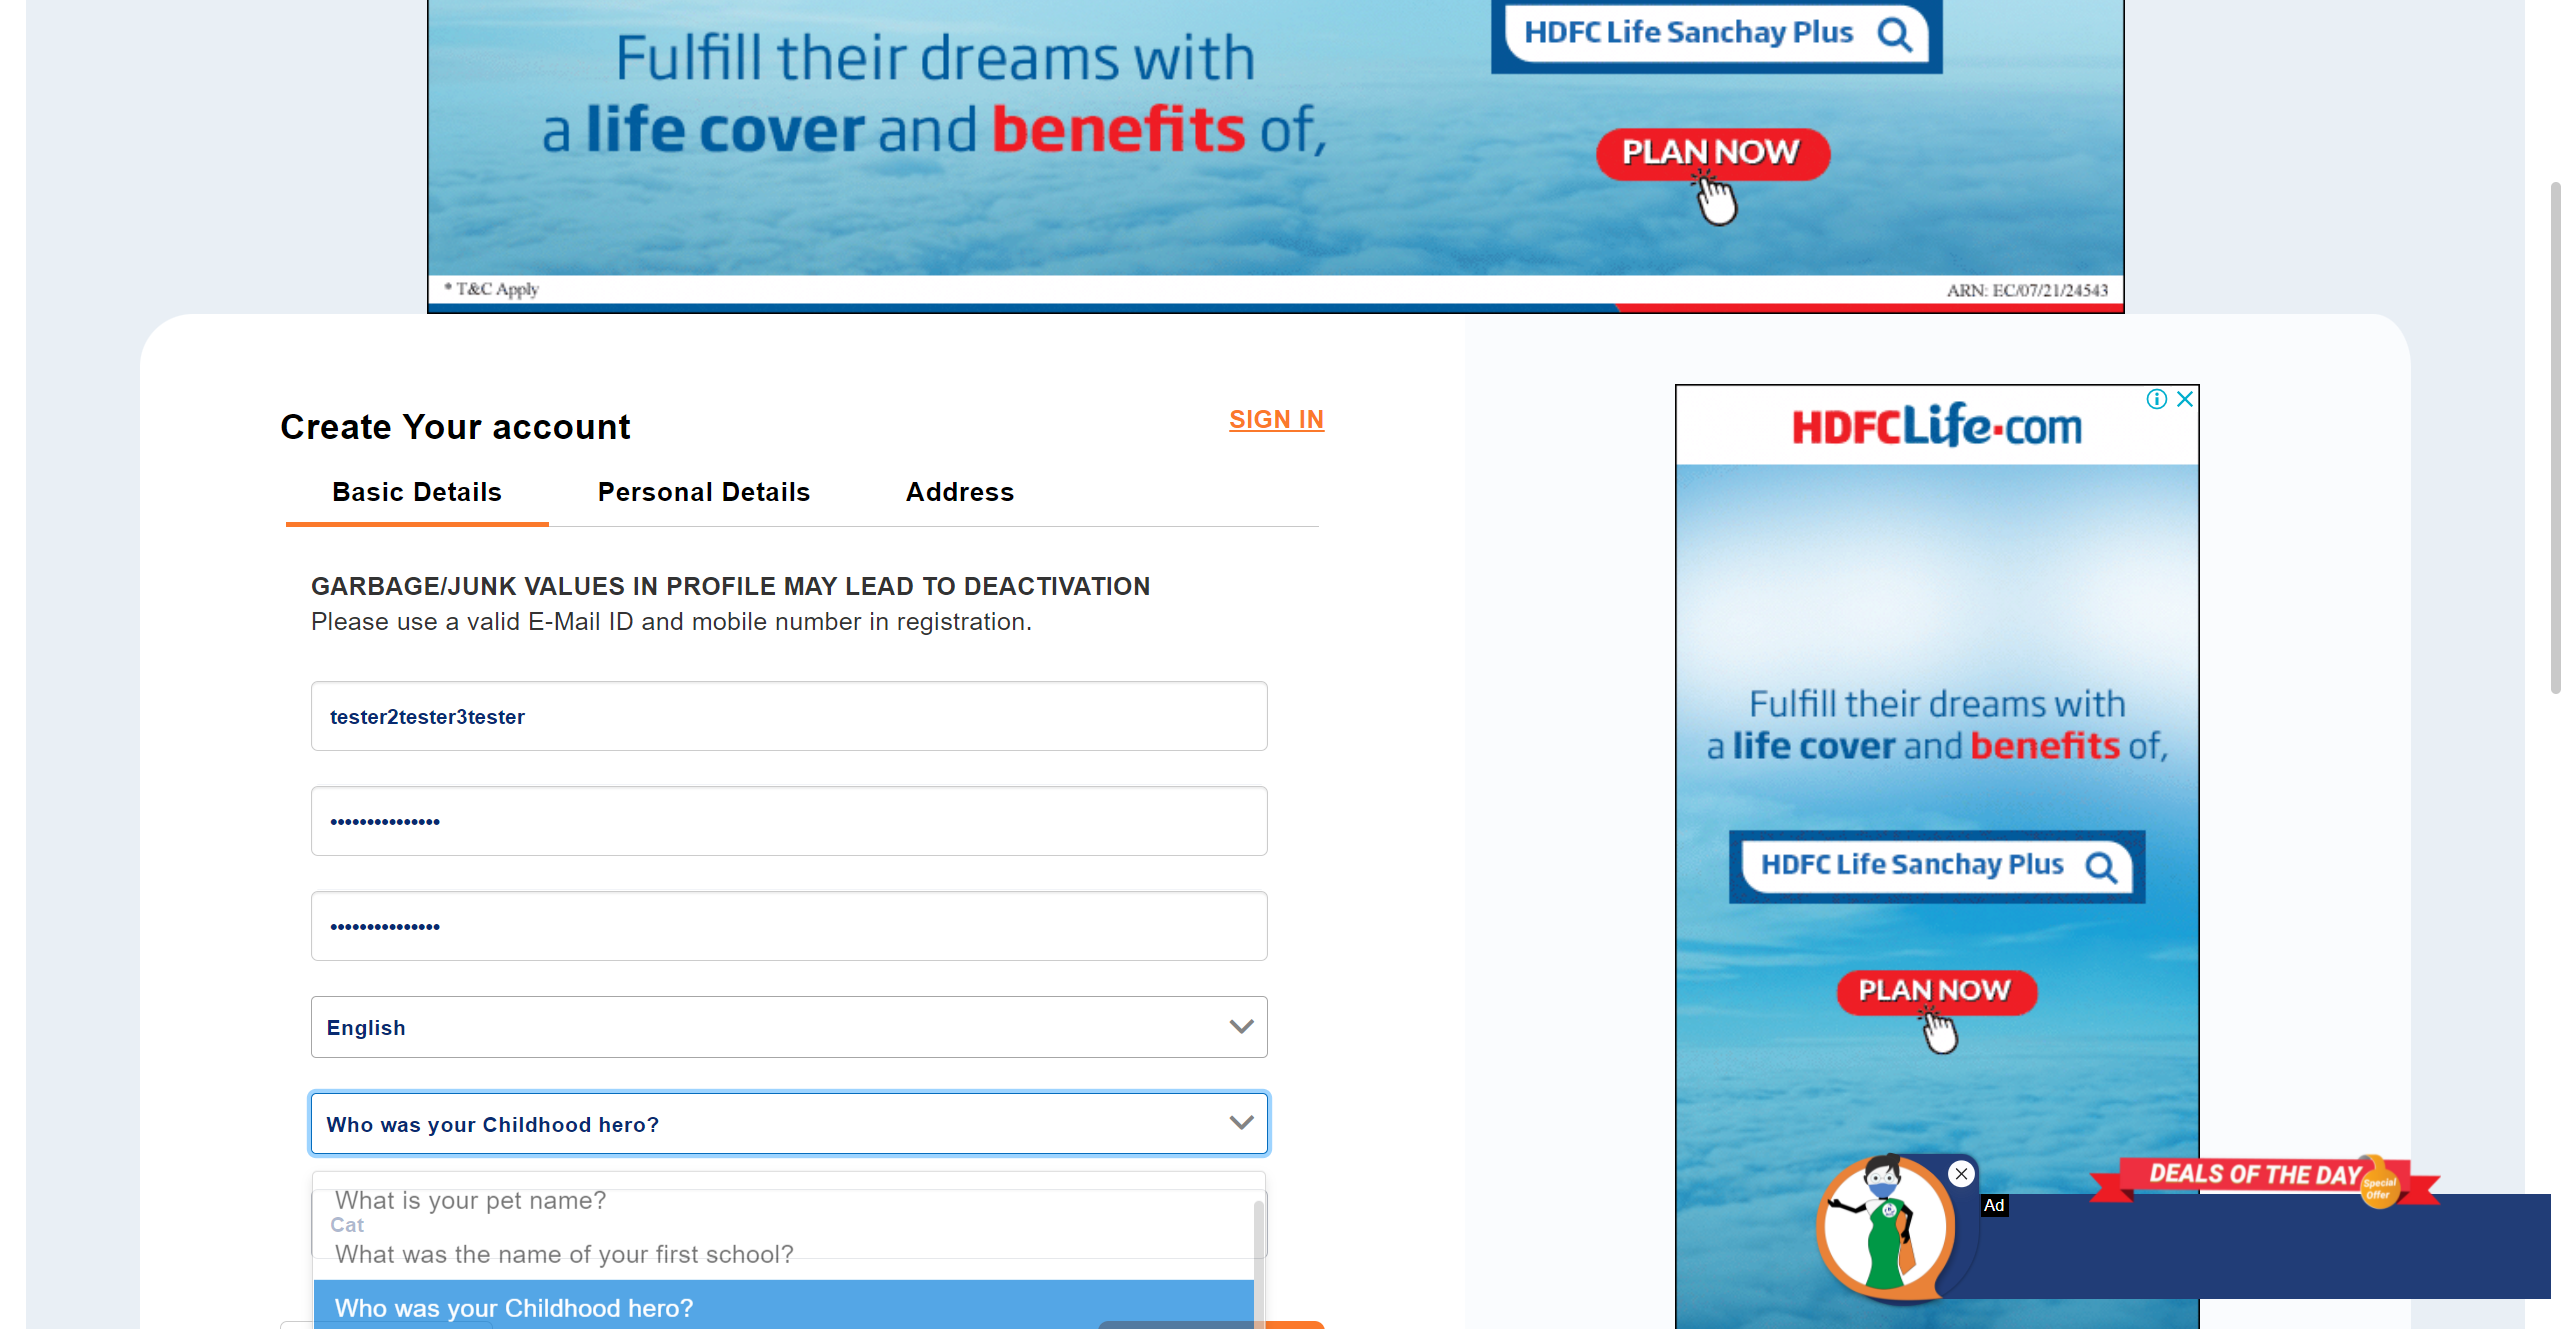 Fulfill their dreams with
a life cover and benefits of,
HDFC Life Sanchay Plus
PLAN NOW
* T&C Apply
ARN: EC/07/21/24543
Create Your account
SIGN IN
Basic Details
Personal Details
Address
GARBAGE/JUNK VALUES IN PROFILE MAY LEAD TO DEACTIVATION
Please use a valid E-Mail ID and mobile number in registration.
tester2tester3tester
•••••••••••••••
•••••••••••••••
English
Who was your Childhood hero?
What is your pet name?
Cat
What was the name of your first school?
Who was your Childhood hero?
HDFCLife.com
Fulfill their dreams with
a life cover and benefits of,
HDFC Life Sanchay Plus
PLAN NOW
DEALS OF THE DAY
Special
Offer
Ad